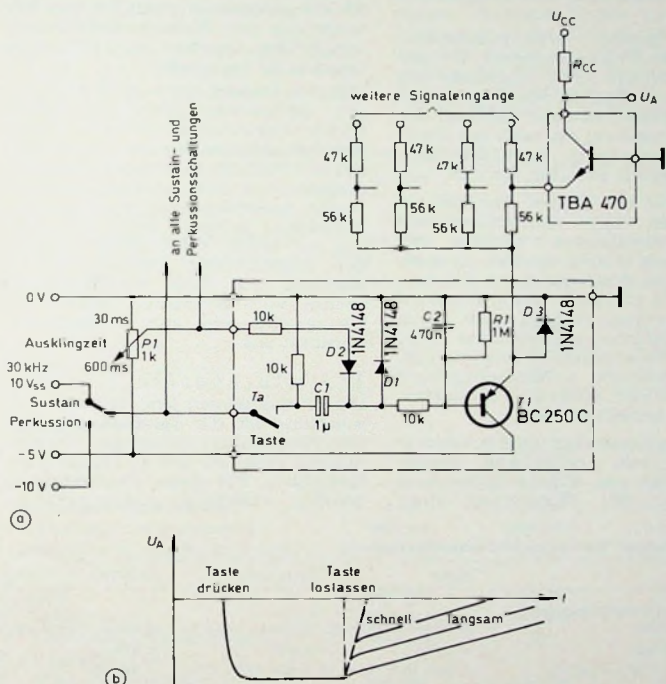 U_CC
R_CC
U_A
weitere Signaleingänge
47 k
47 k
47 k
47 k
TBA 470
56 k
56 k
56 k
56 k
an alle Sustain- und
Perkussionsschaltungen
0 V
30 ms
Ausklingzeit
P1
1k
600 ms
30 kHz
10 V_SS
Sustain
Perkussion
-5 V
-10 V
10k
10k
Ta
Taste
C1
1µ
D2
1N4148
D1
1N4148
10k
C2
470n
R1
1M
D3
1N4148
T1
BC 250 C
a
U_A
Taste
drücken
Taste
loslassen
schnell
langsam
t
b